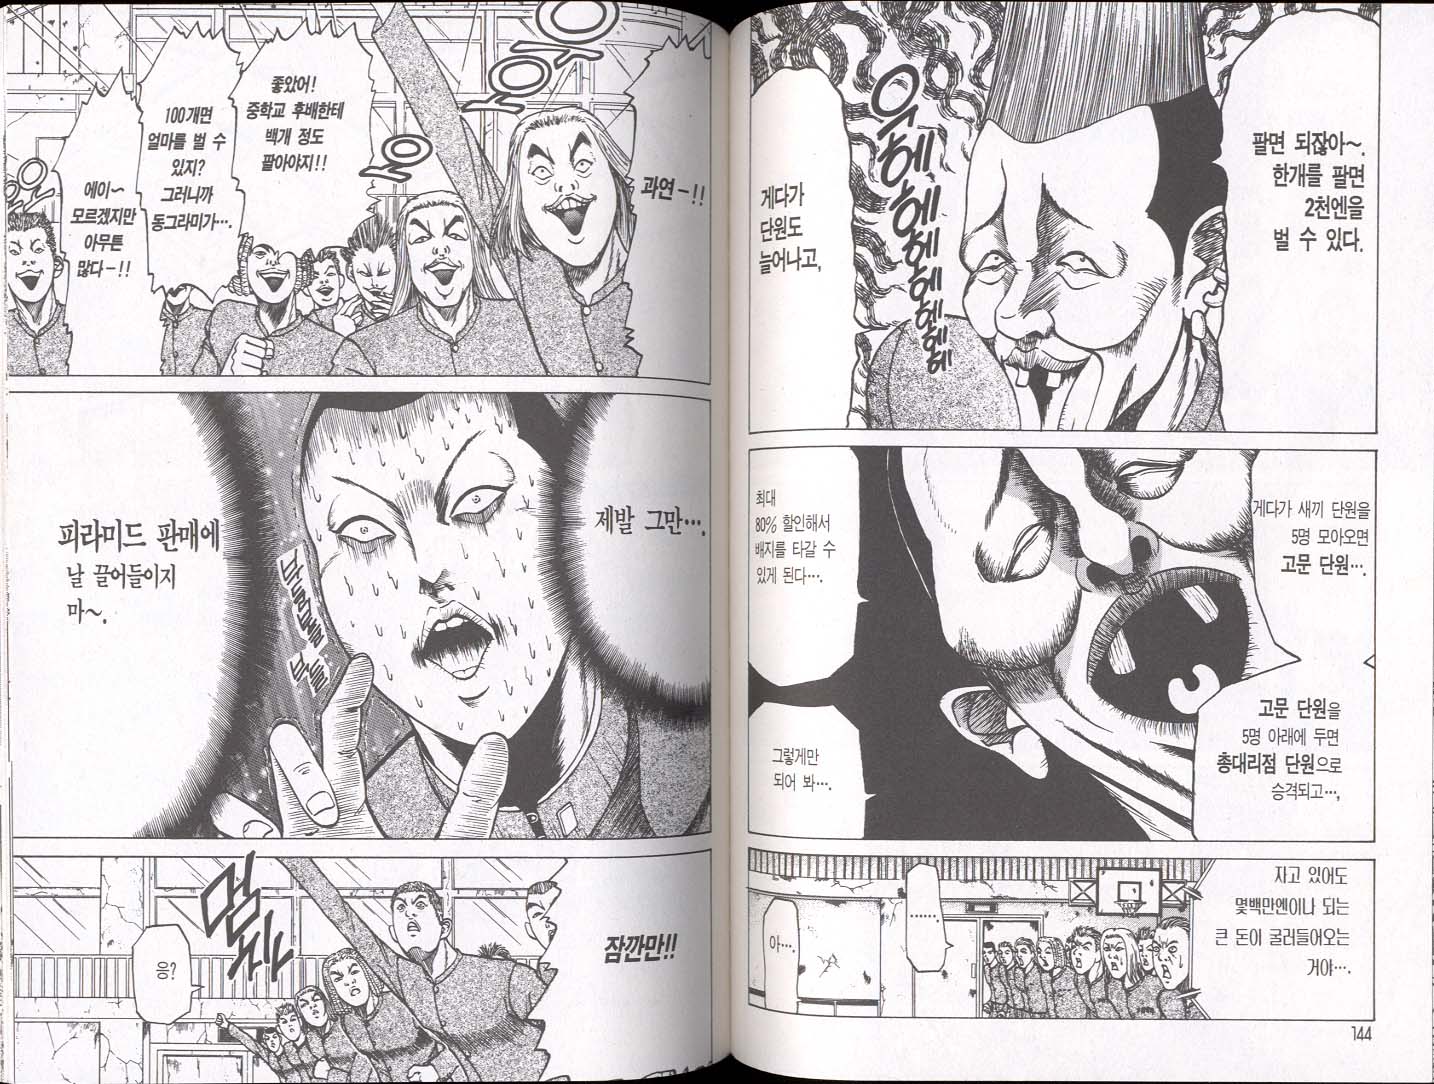 팔면 되잖아~.
한개를 팔면
2천엔을
벌 수 있다.
우헤헤헤헤헤헤헤헤
게다가
단원도
늘어나고,
게다가 새끼 단원을
5명 모아오면
고문 단원….
최대
80% 할인해서
배지를 타갈 수
있게 된다….
고문 단원을
5명 아래에 두면
총대리점 단원으로
승격되고…,
그렇게만
되어 봐….
자고 있어도
몇백만엔이나 되는
큰 돈이 굴러들어오는
거야….
…….
아….
144
과연-!!
좋았어!
중학교 후배한테
백개 정도
팔아야지!!
100개면
얼마를 벌 수
있지?
그러니까
동그라미가….
에이~
모르겠지만
아무튼
많다-!!
제발 그만….
피라미드 판매에
날 끌어들이지
마~.
잠깐만!!
멈칫
응?